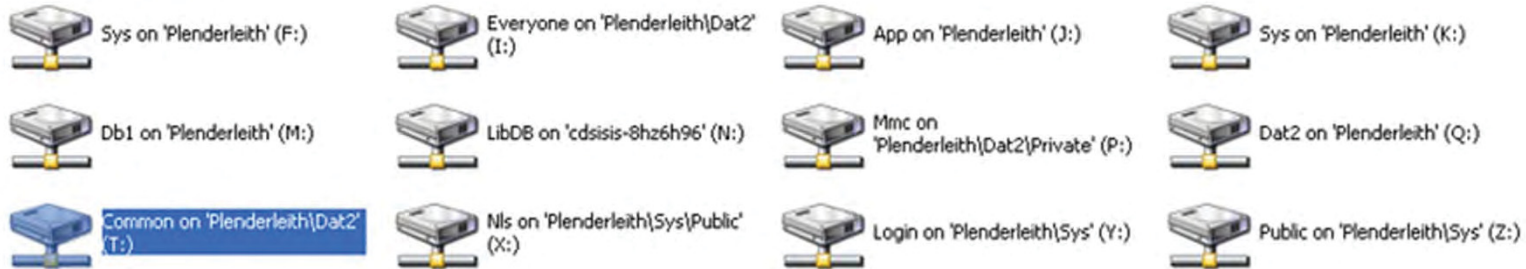 Sys on 'Plenderleith' (F:)
Everyone on 'Plenderleith\Dat2'
(I:)
App on 'Plenderleith' (J:)
Sys on 'Plenderleith' (K:)
Db1 on 'Plenderleith' (M:)
LibDB on 'cdsisis-8hz6h96' (N:)
Mmc on
'Plenderleith\Dat2\Private' (P:)
Dat2 on 'Plenderleith' (Q:)
Common on 'Plenderleith\Dat2'
(T:)
Nls on 'Plenderleith\Sys\Public'
(X:)
Login on 'Plenderleith\Sys' (Y:)
Public on 'Plenderleith\Sys' (Z:)